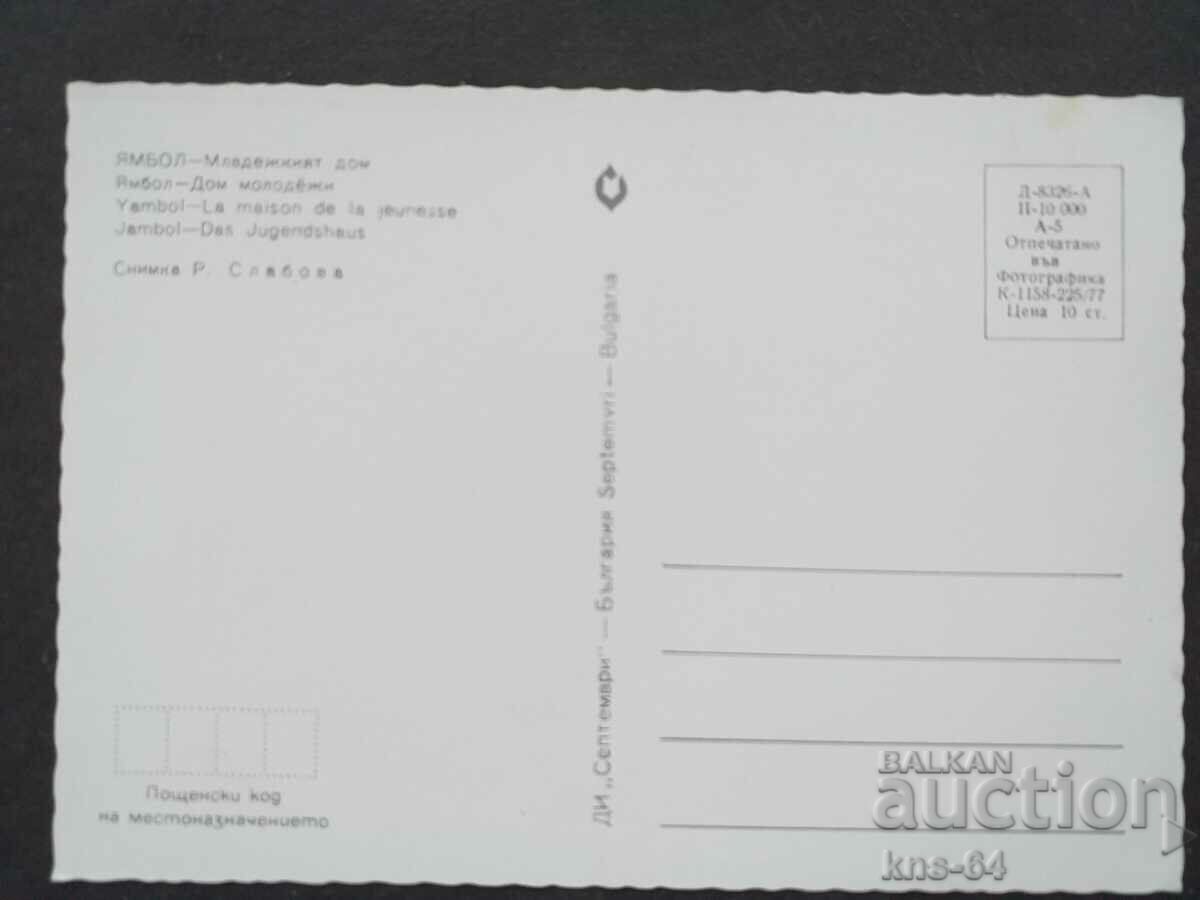 ЯМБОЛ—Младежкият дом
Ямбол—Дом молодёжи
Yambol—La maison de la jeunesse
Jambol—Das Jugendshaus
Снимка Р. Слабова
ДИ „Септември" — България Septemvri — Bulgaria
Д-8326-А
П-10 000
А-5
Отпечатано
във
Фотографика
К-1158-225/77
Цена 10 ст.
Пощенски код
на местоназначението
BALKAN
auction
kns-64